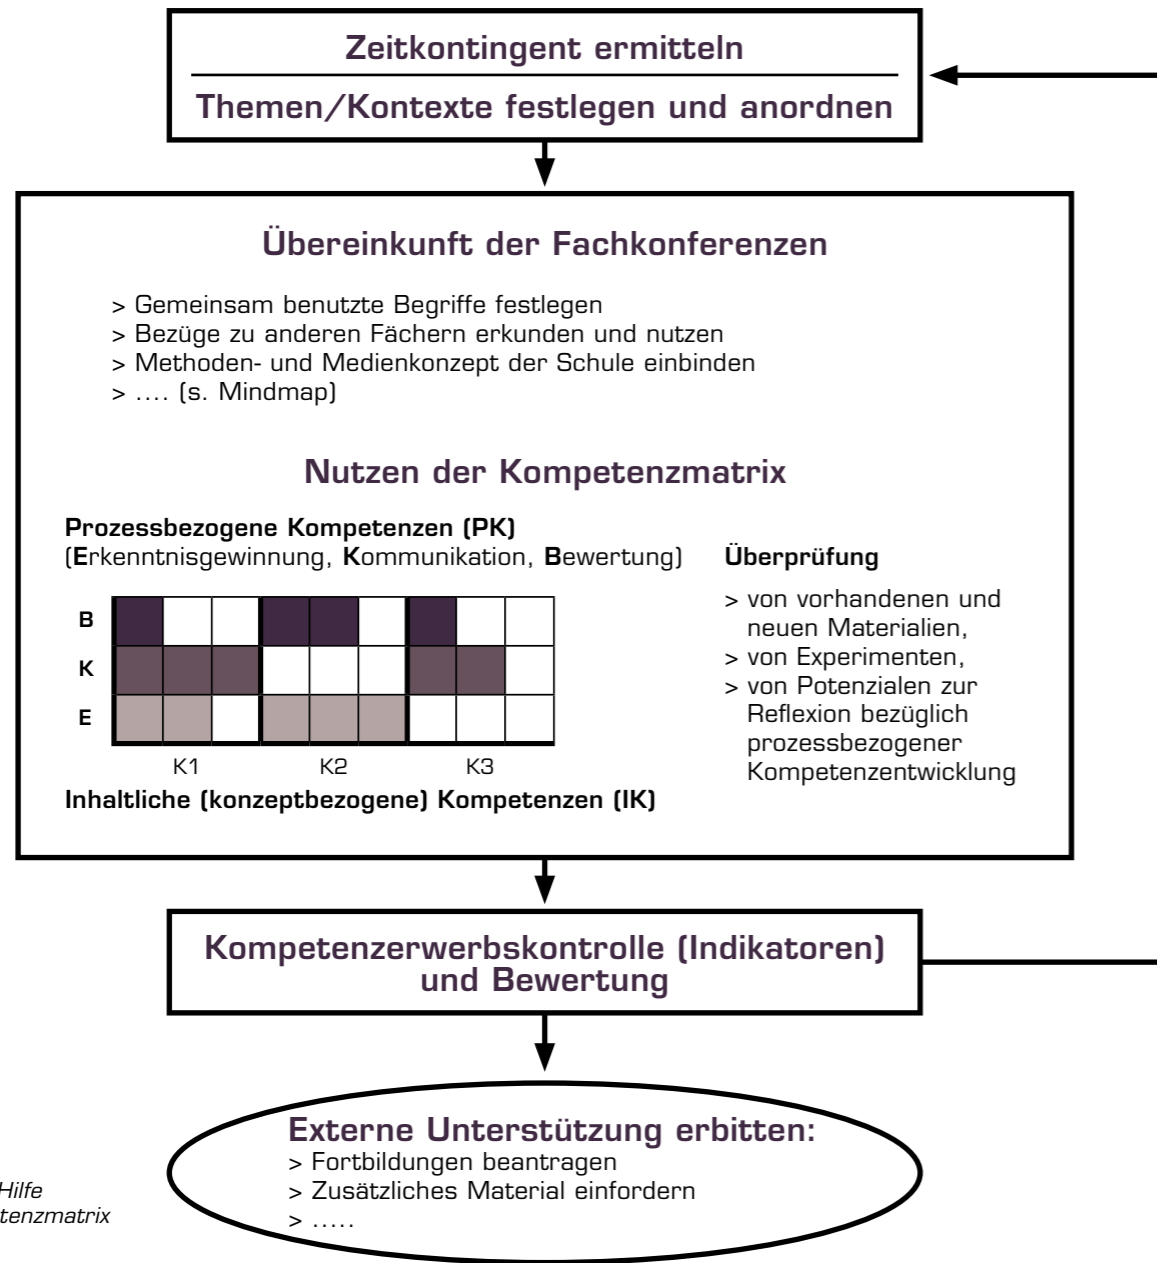 Zeitkontingent ermitteln
Themen/Kontexte festlegen und anordnen
Übereinkunft der Fachkonferenzen
> Gemeinsam benutzte Begriffe festlegen
> Bezüge zu anderen Fächern erkunden und nutzen
> Methoden- und Medienkonzept der Schule einbinden
> .... (s. Mindmap)
Nutzen der Kompetenzmatrix
Prozessbezogene Kompetenzen (PK)
(Erkenntnisgewinnung, Kommunikation, Bewertung)
B
K
E
K1 K2 K3
Inhaltliche (konzeptbezogene) Kompetenzen (IK)
Überprüfung
> von vorhandenen und
neuen Materialien,
> von Experimenten,
> von Potenzialen zur
Reflexion bezüglich
prozessbezogener
Kompetenzentwicklung
Kompetenzerwerbskontrolle (Indikatoren)
und Bewertung
Externe Unterstützung erbitten:
> Fortbildungen beantragen
> Zusätzliches Material einfordern
> .....
Hilfe
tenzmatrix